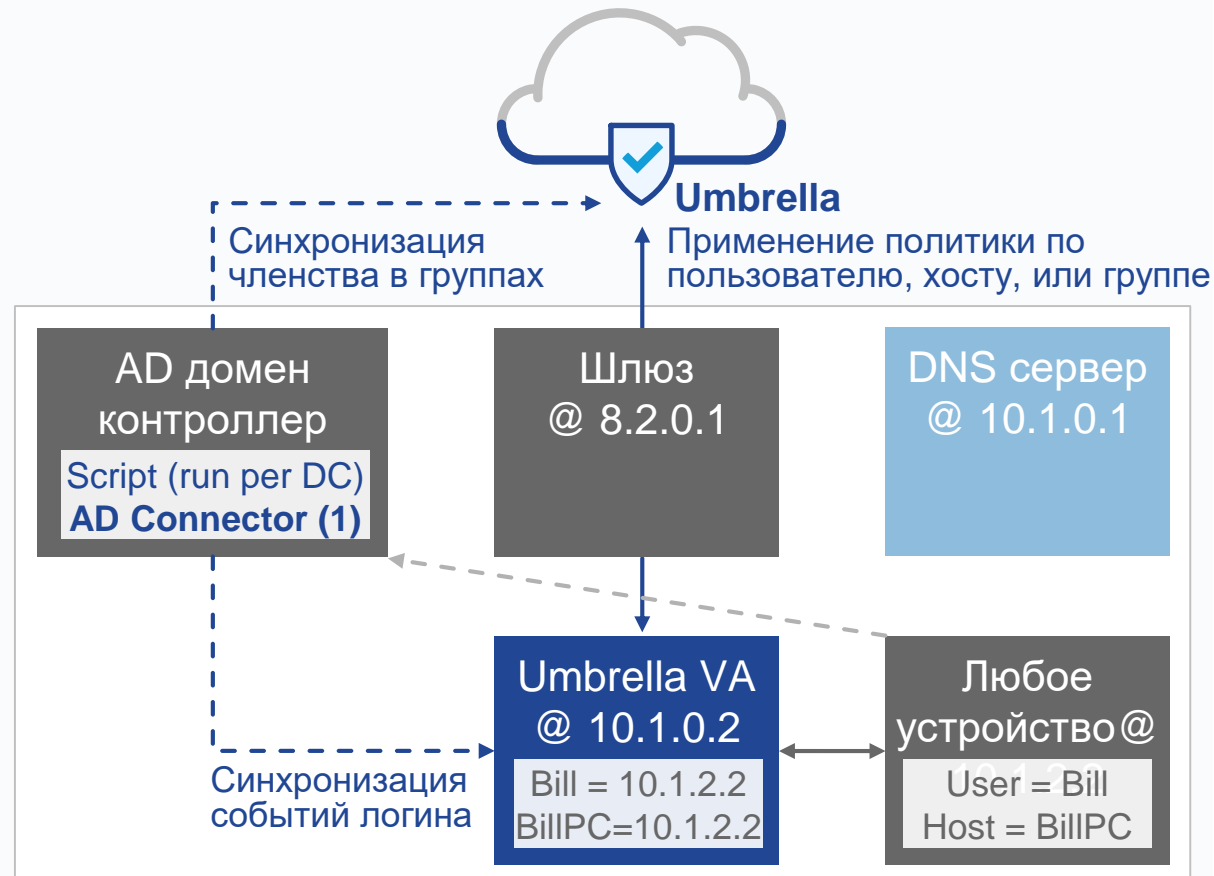 Umbrella
Синхронизация
членства в группах
Применение политики по
пользователю, хосту, или группе
AD домен
контроллер
Script (run per DC)
AD Connector (1)
Шлюз
@ 8.2.0.1
DNS сервер
@ 10.1.0.1
Umbrella VA
@ 10.1.0.2
Bill = 10.1.2.2
BillPC=10.1.2.2
Любое
устройство@
User = Bill
Host = BillPC
Синхронизация
событий логина